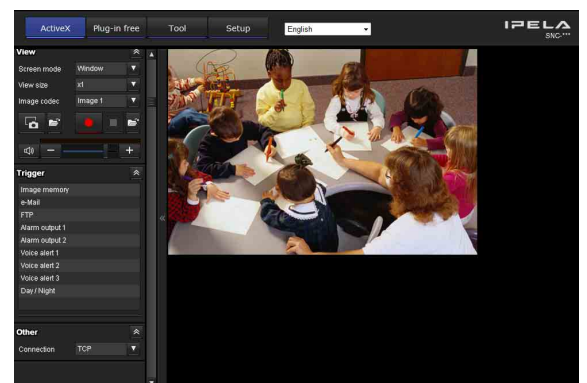 ActiveX Plug-in free Tool Setup English IPELA
SNC-***
View
Screen mode Window
View size x1
Image codec Image 1
Trigger
Image memory
e-Mail
FTP
Alarm output 1
Alarm output 2
Voice alert 1
Voice alert 2
Voice alert 3
Day / Night
Other
Connection TCP